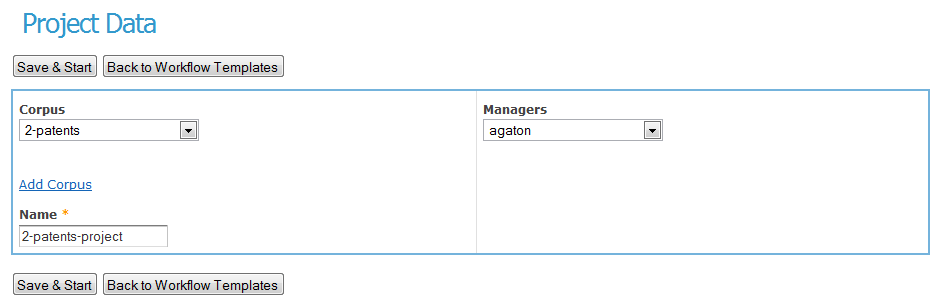 Project Data
Save & Start Back to Workflow Templates
Corpus Managers
2-patents agaton
Add Corpus
Name *
2-patents-project
Save & Start Back to Workflow Templates